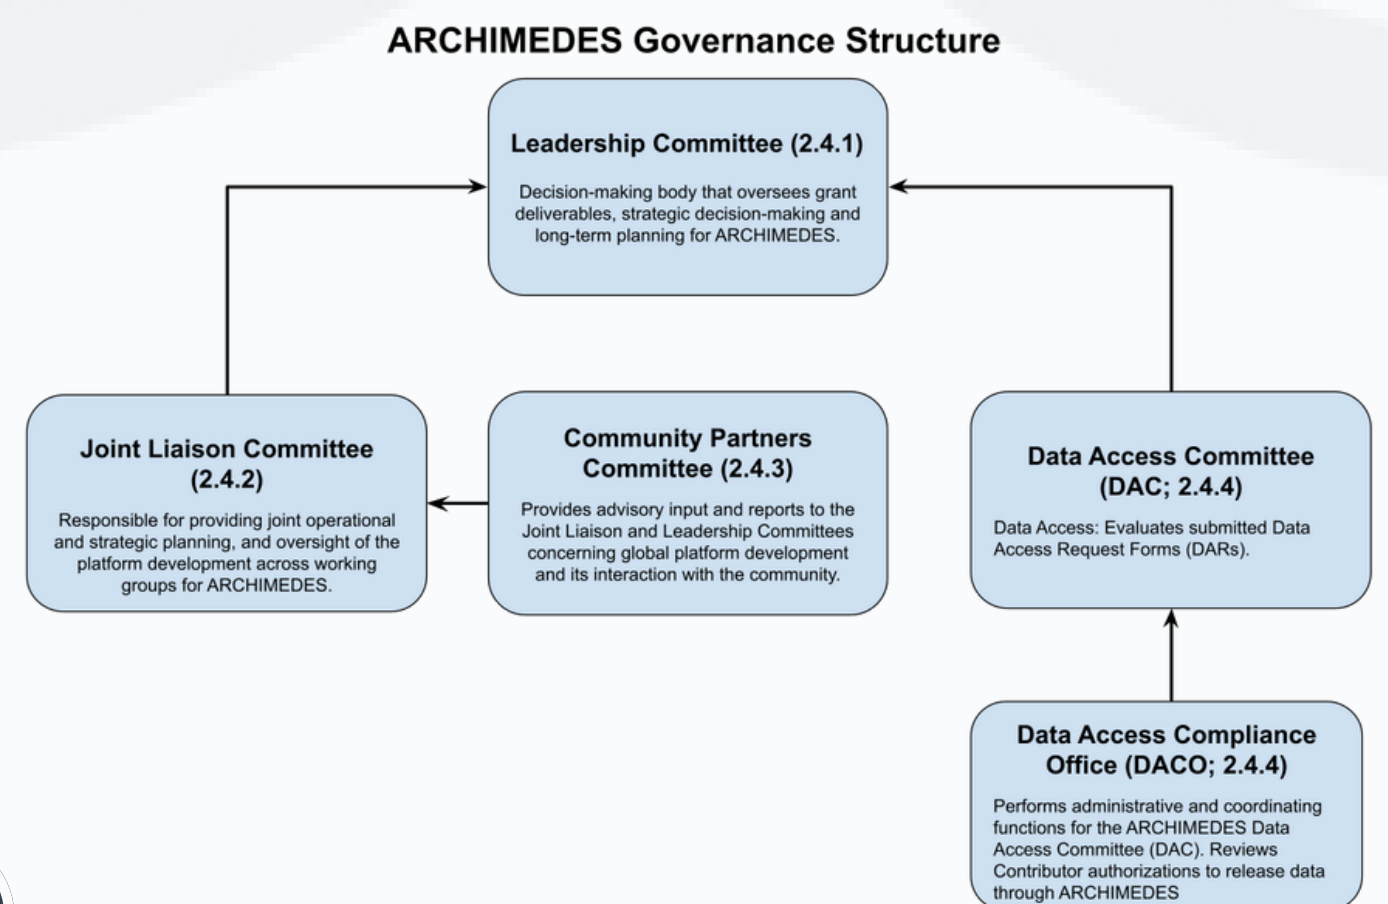 ARCHIMEDES Governance Structure
Leadership Committee (2.4.1)
Decision-making body that oversees grant
deliverables, strategic decision-making and
long-term planning for ARCHIMEDES.
Joint Liaison Committee
(2.4.2)
Responsible for providing joint operational
and strategic planning, and oversight of the
platform development across working
groups for ARCHIMEDES.
Community Partners
Committee (2.4.3)
Provides advisory input and reports to the
Joint Liaison and Leadership Committees
concerning global platform development
and its interaction with the community.
Data Access Committee
(DAC; 2.4.4)
Data Access: Evaluates submitted Data
Access Request Forms (DARs).
Data Access Compliance
Office (DACO; 2.4.4)
Performs administrative and coordinating
functions for the ARCHIMEDES Data
Access Committee (DAC). Reviews
Contributor authorizations to release data
through ARCHIMEDES